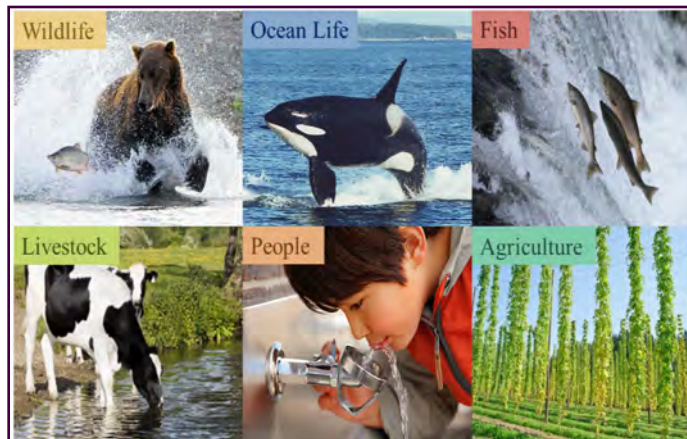 Wildlife
Ocean Life
Fish
Livestock
People
Agriculture